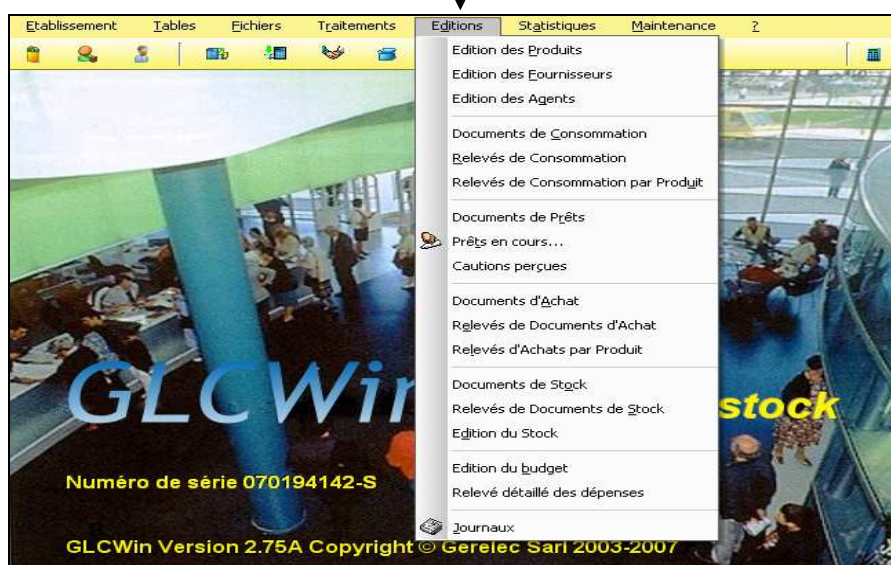 Etablissement Tables Fichiers Traitements Editions Statistiques Maintenance ?
Edition des Produits
Edition des Fournisseurs
Edition des Agents
Documents de Consommation
Relevés de Consommation
Relevés de Consommation par Produit
Documents de Prêts
Prêts en cours...
Cautions perçues
Documents d'Achat
Relevés de Documents d'Achat
Relevés d'Achats par Produit
Documents de Stock
Relevés de Documents de Stock
Edition du Stock
Edition du budget
Relevé détaillé des dépenses
Journaux
GLCWin stock
Numéro de série 070194142-S
GLCWin Version 2.75A Copyright © Gerelec Sarl 2003-2007